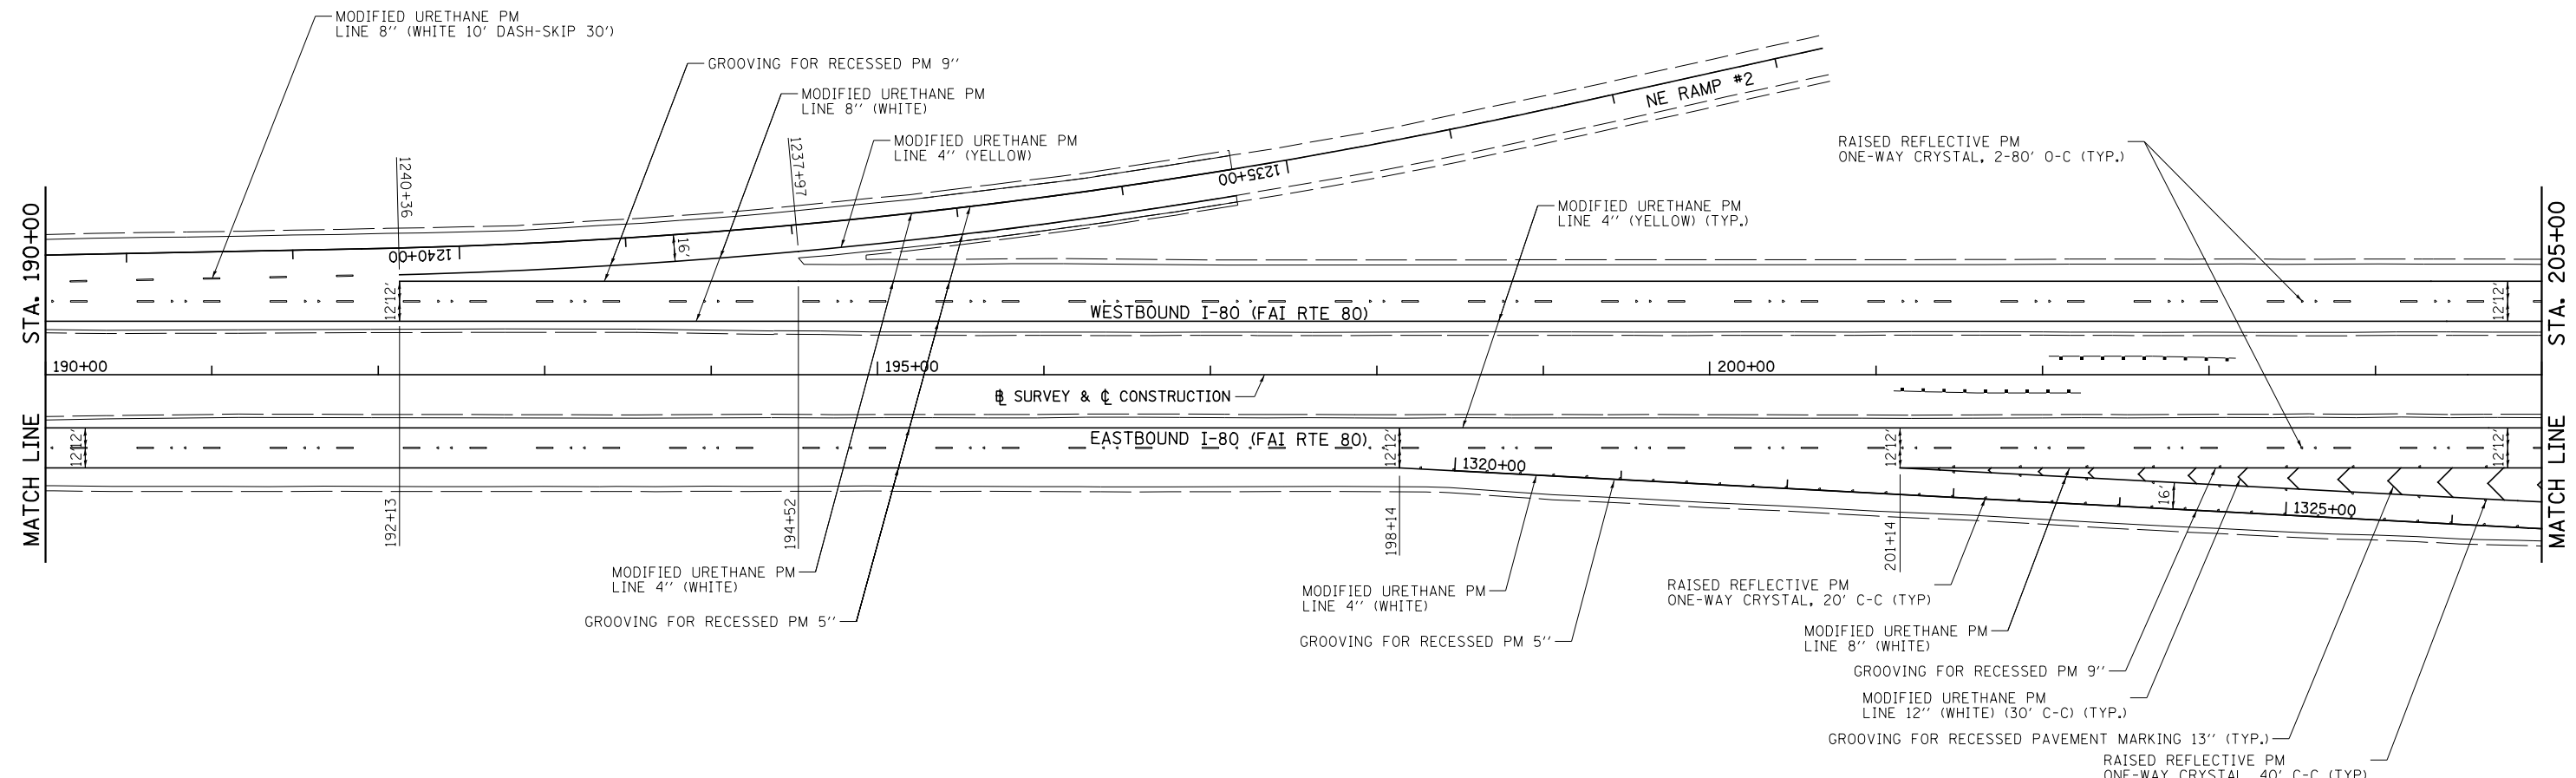 MODIFIED URETHANE PM
LINE 8'' (WHITE 10' DASH-SKIP 30')
GROOVING FOR RECESSED PM 9''
MODIFIED URETHANE PM
LINE 8'' (WHITE)
MODIFIED URETHANE PM
LINE 4'' (YELLOW)
NE RAMP #2
RAISED REFLECTIVE PM
ONE-WAY CRYSTAL, 2-80' O-C (TYP.)
MODIFIED URETHANE PM
LINE 4'' (YELLOW) (TYP.)
1240+36
1237+97
1235+00
1240+00
16'
STA. 190+00
STA. 205+00
12'
12'
12'
12'
WESTBOUND I-80 (FAI RTE 80)
190+00
195+00
200+00
℄ SURVEY & ℄ CONSTRUCTION
MATCH LINE
MATCH LINE
EASTBOUND I-80 (FAI RTE 80)
12'
12'
12'
12'
12'
12'
12'
12'
1320+00
1325+00
16'
192+13
194+52
198+14
201+14
MODIFIED URETHANE PM
LINE 4'' (WHITE)
GROOVING FOR RECESSED PM 5''
MODIFIED URETHANE PM
LINE 4'' (WHITE)
GROOVING FOR RECESSED PM 5''
RAISED REFLECTIVE PM
ONE-WAY CRYSTAL, 20' C-C (TYP)
MODIFIED URETHANE PM
LINE 8'' (WHITE)
GROOVING FOR RECESSED PM 9''
MODIFIED URETHANE PM
LINE 12'' (WHITE) (30' C-C) (TYP.)
GROOVING FOR RECESSED PAVEMENT MARKING 13'' (TYP.)
RAISED REFLECTIVE PM
ONE-WAY CRYSTAL, 40' C-C (TYP)